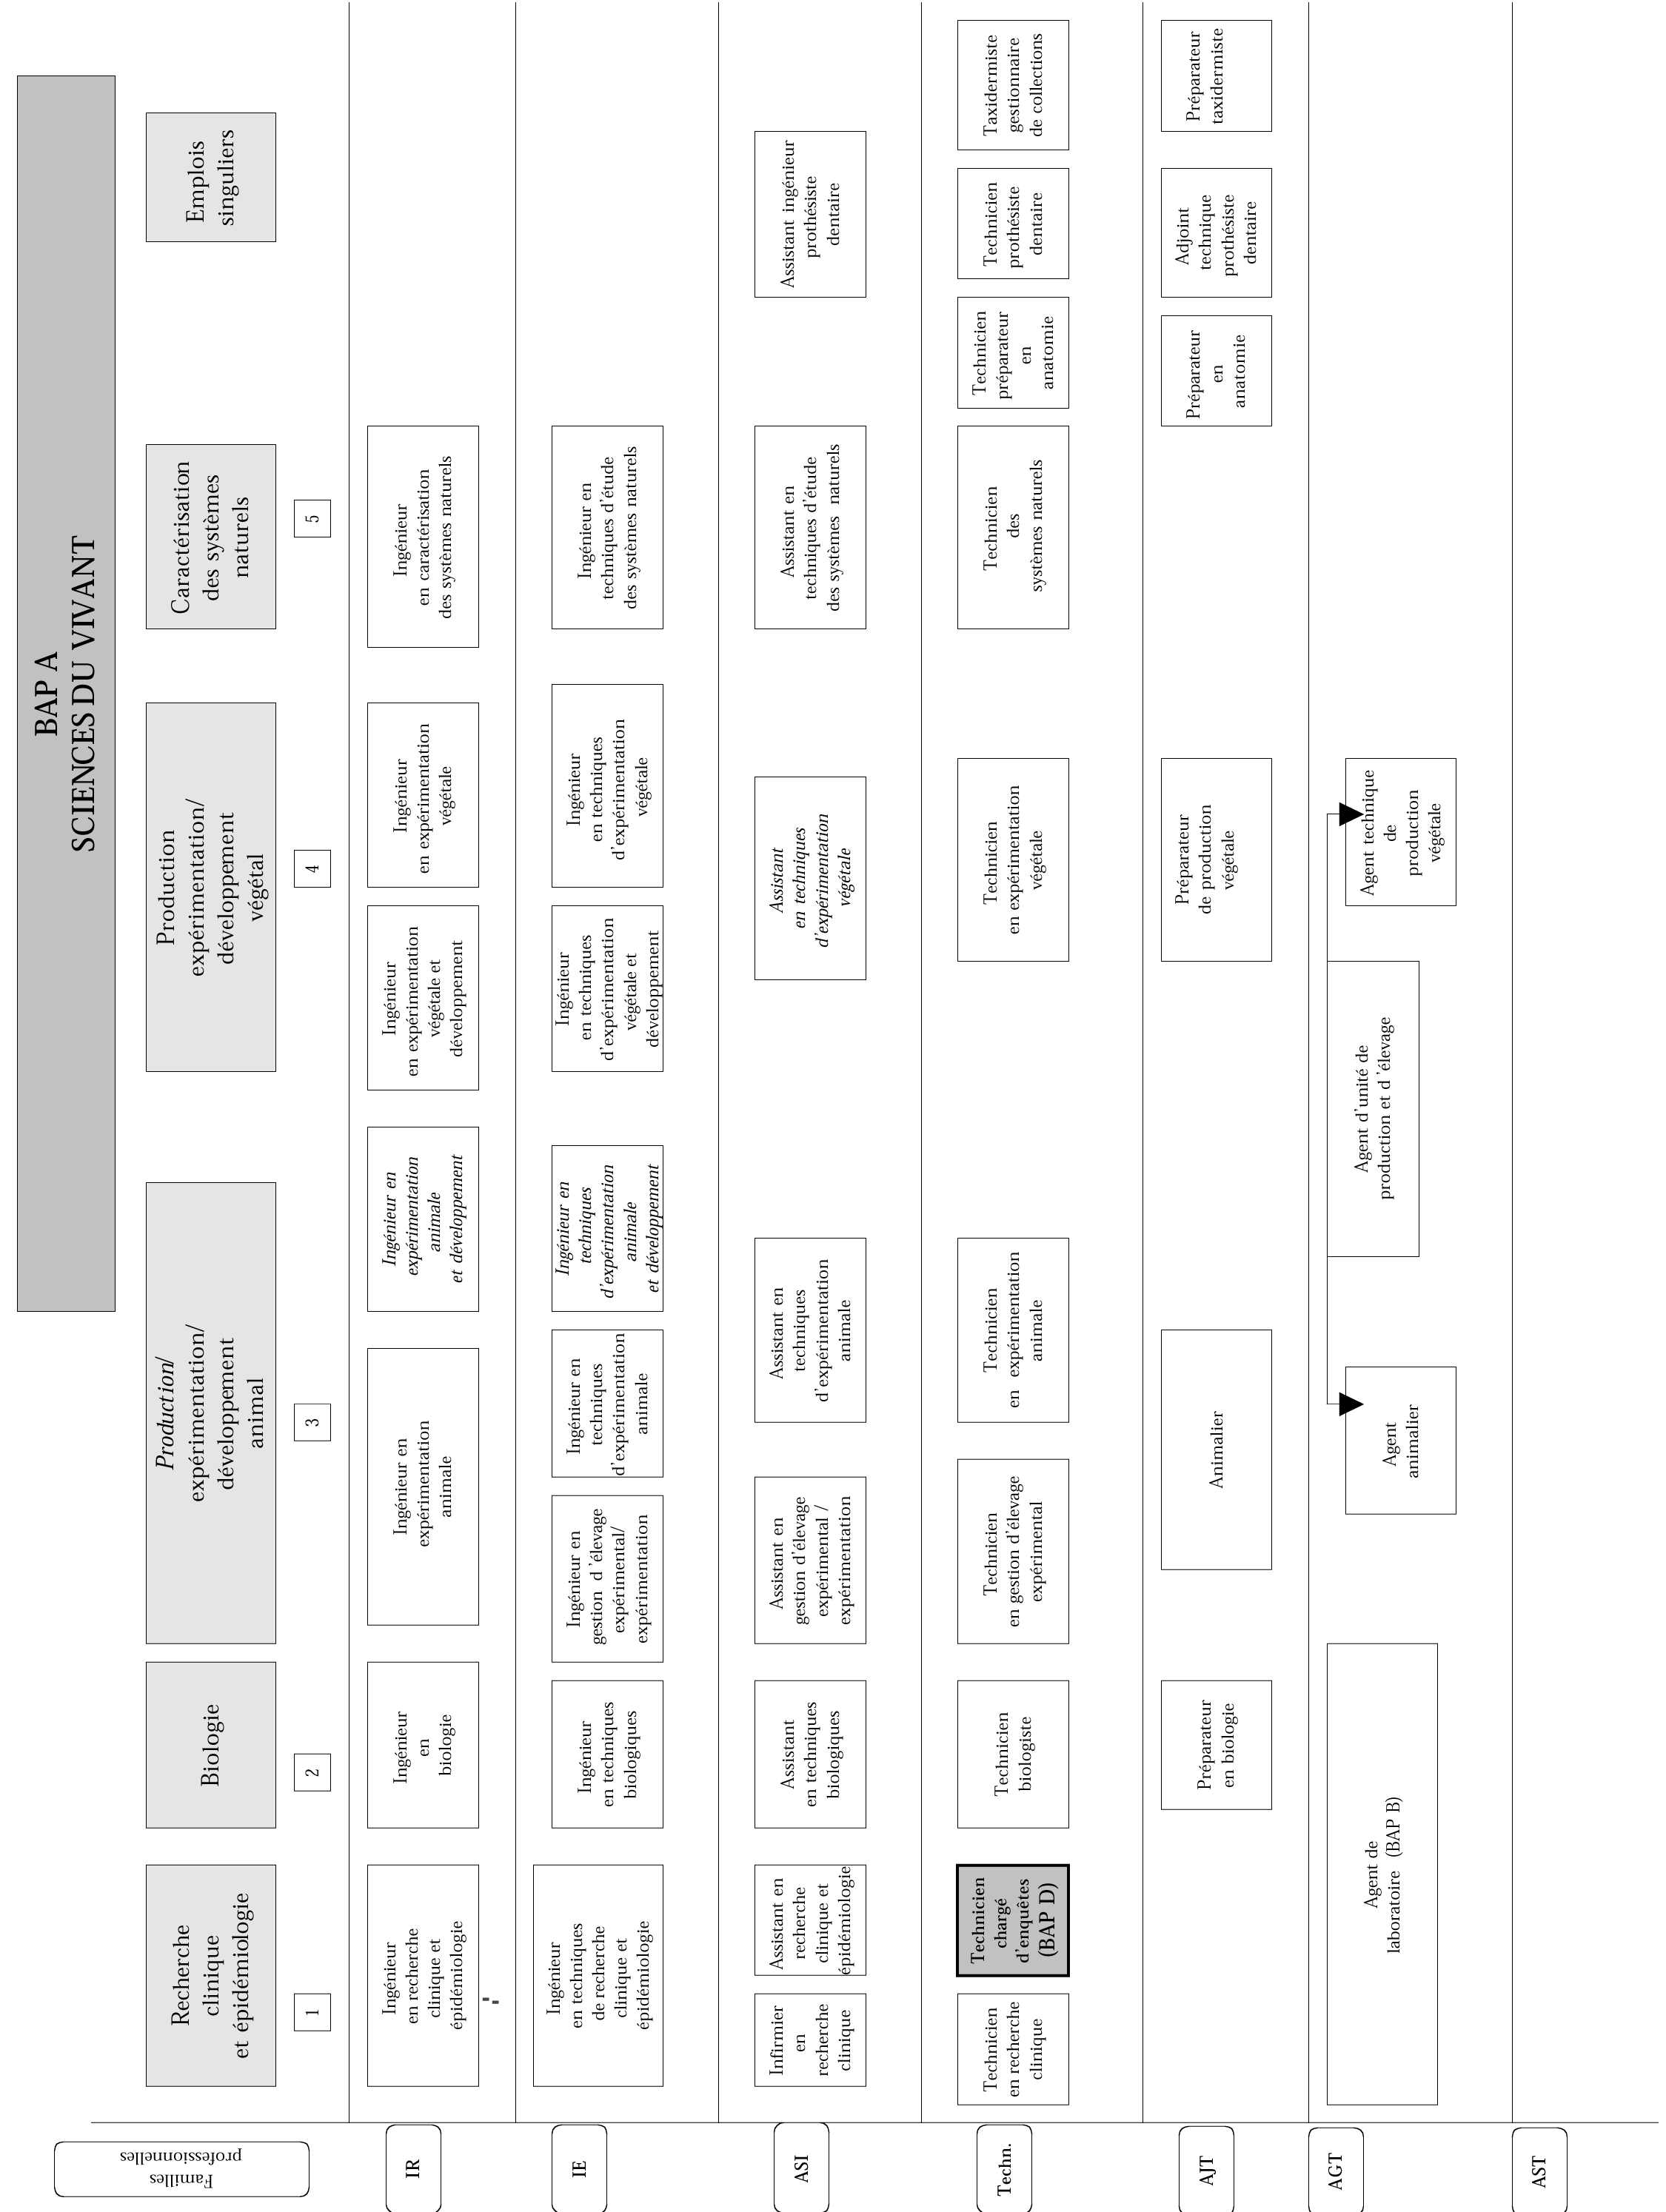 BAP A
SCIENCES DU VIVANT
Familles
professionnelles
Recherche
clinique
et épidémiologie
Biologie
Production/
expérimentation/
développement
animal
Production
expérimentation/
développement
végétal
Caractérisation
des systèmes
naturels
Emplois
singuliers
1
2
3
4
5
IR
Ingénieur
en recherche
clinique et
épidémiologie
Ingénieur
en
biologie
Ingénieur en
expérimentation
animale
Ingénieur en
expérimentation
animale
et développement
Ingénieur
en expérimentation
végétale et
développement
Ingénieur
en expérimentation
végétale
Ingénieur
en caractérisation
des systèmes naturels
IE
Ingénieur
en techniques
de recherche
clinique et
épidémiologie
Ingénieur
en techniques
biologiques
Ingénieur en
gestion d 'élevage
expérimental/
expérimentation
Ingénieur en
techniques
d'expérimentation
animale
Ingénieur en
techniques
d'expérimentation
animale
et développement
Ingénieur
en techniques
d'expérimentation
végétale et
développement
Ingénieur
en techniques
d'expérimentation
végétale
Ingénieur en
techniques d'étude
des systèmes naturels
ASI
Infirmier
en
recherche
clinique
Assistant en
recherche
clinique et
épidémiologie
Assistant
en techniques
biologiques
Assistant en
gestion d'élevage
expérimental /
expérimentation
Assistant en
techniques
d'expérimentation
animale
Assistant
en techniques
d'expérimentation
végétale
Assistant en
techniques d'étude
des systèmes naturels
Assistant ingénieur
prothésiste
dentaire
Techn.
Technicien
en recherche
clinique
Technicien
chargé
d'enquêtes
(BAP D)
Technicien
biologiste
Technicien
en gestion d'élevage
expérimental
Technicien
en expérimentation
animale
Technicien
en expérimentation
végétale
Technicien
des
systèmes naturels
Technicien
préparateur
en
anatomie
Technicien
prothésiste
dentaire
Taxidermiste
gestionnaire
de collections
AJT
Préparateur
en biologie
Animalier
Préparateur
de production
végétale
Préparateur
en
anatomie
Adjoint
technique
prothésiste
dentaire
Préparateur
taxidermiste
AGT
Agent de
laboratoire (BAP B)
Agent
animalier
Agent d'unité de
production et d 'élevage
Agent technique
de
production
végétale
AST